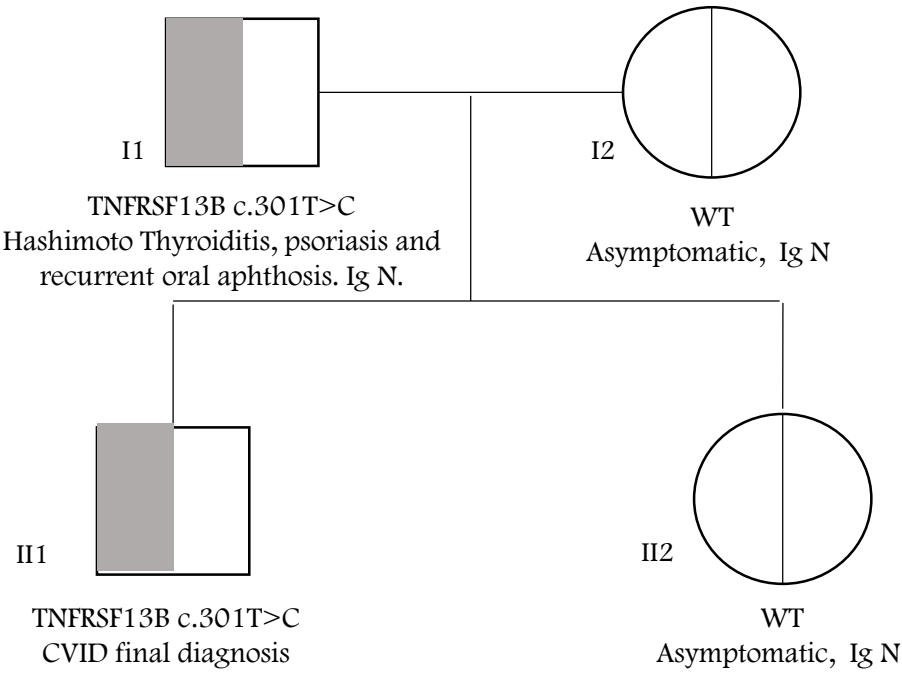 I1
I2
TNFRSF13B c.301T>C
Hashimoto Thyroiditis, psoriasis and
recurrent oral aphthosis. Ig N.
WT
Asymptomatic, Ig N
II1
II2
TNFRSF13B c.301T>C
CVID final diagnosis
WT
Asymptomatic, Ig N